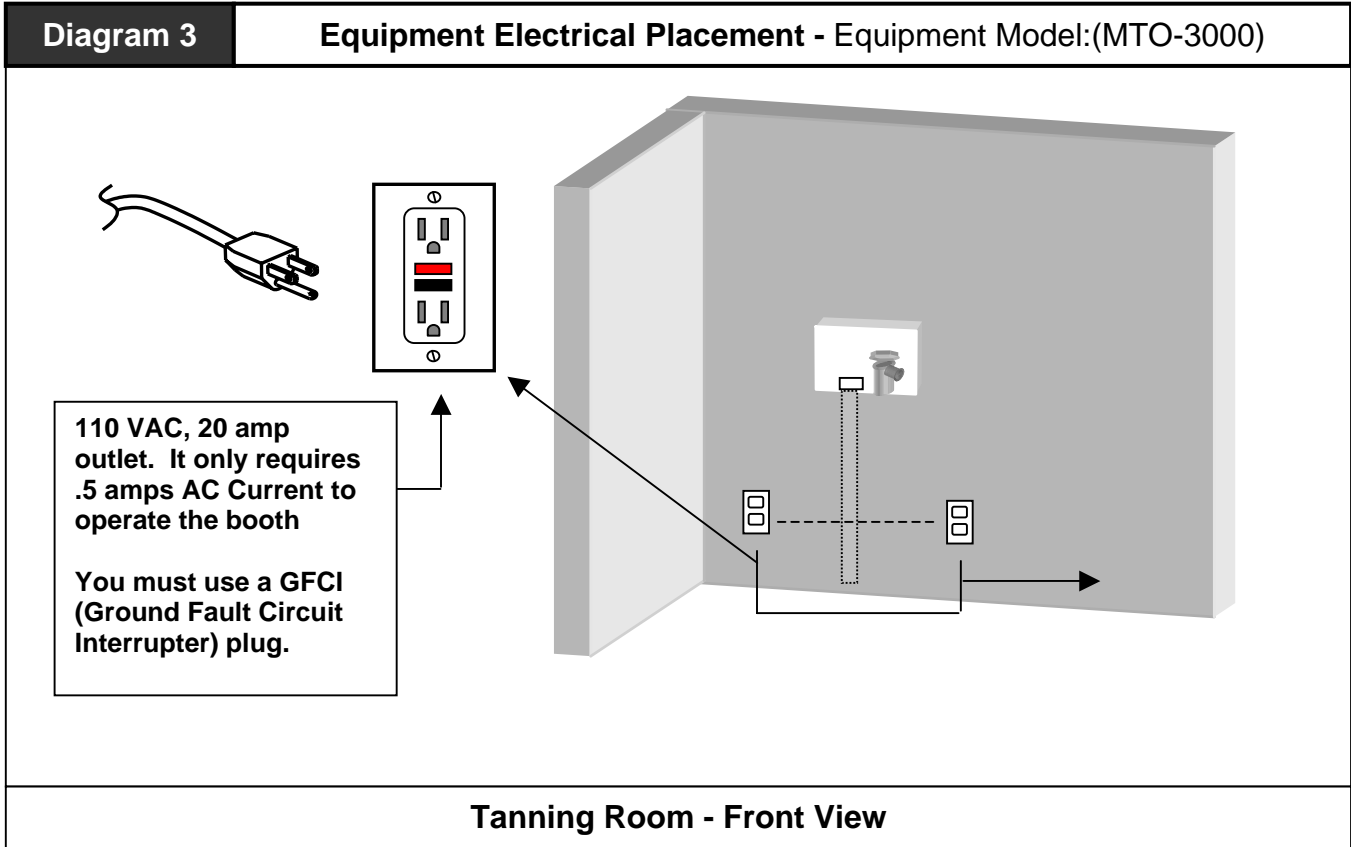 Diagram 3
Equipment Electrical Placement - Equipment Model:(MTO-3000)
110 VAC, 20 amp
outlet.  It only requires
.5 amps AC Current to
operate the booth
You must use a GFCI
(Ground Fault Circuit
Interrupter) plug.
Tanning Room - Front View